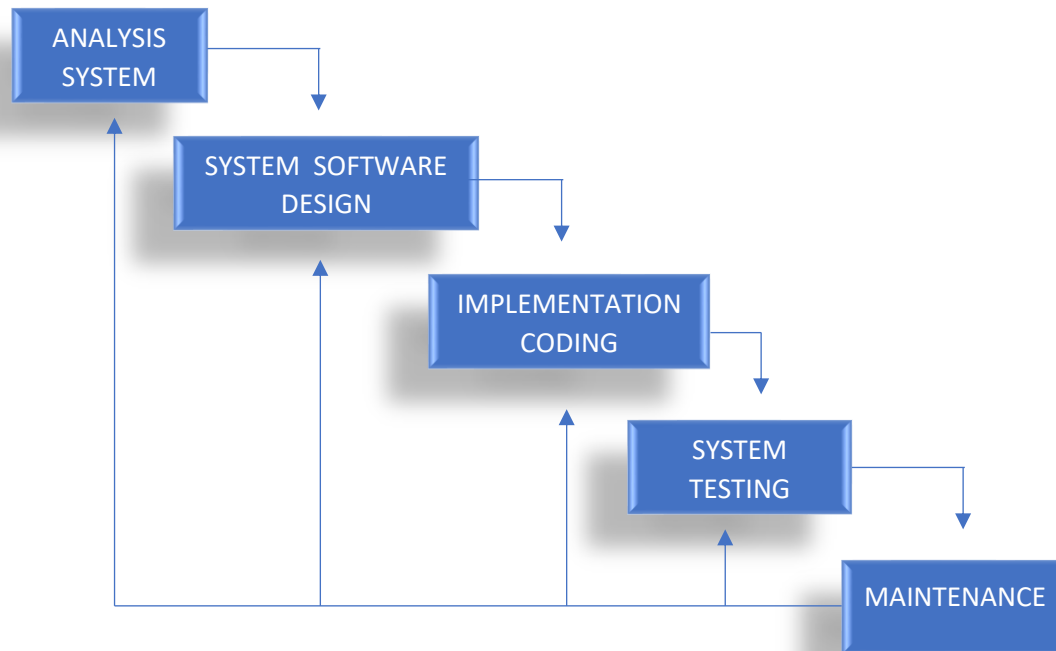 ANALYSIS
SYSTEM
SYSTEM SOFTWARE
DESIGN
IMPLEMENTATION
CODING
SYSTEM
TESTING
MAINTENANCE